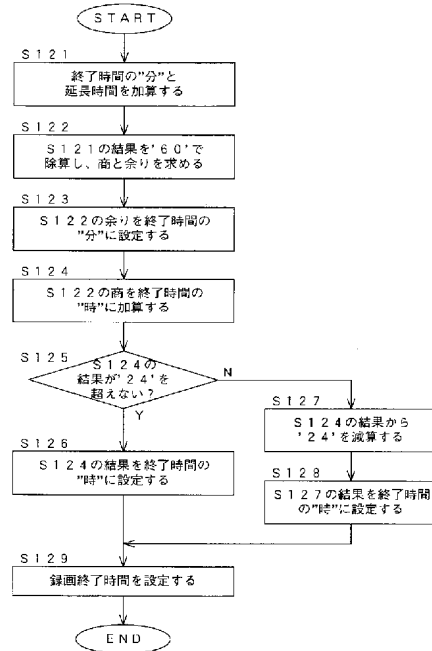 START
S121
終了時間の"分"と
延長時間を加算する
S122
S121の結果を'60'で
除算し、商と余りを求める
S123
S122の余りを終了時間の
"分"に設定する
S124
S122の商を終了時間の
"時"に加算する
S125
S124の
結果が'24'を
超えない?
N
Y
S127
S124の結果から
'24'を減算する
S126
S124の結果を終了時間の
"時"に設定する
S128
S127の結果を終了時間
の"時"に設定する
S129
録画終了時間を設定する
END